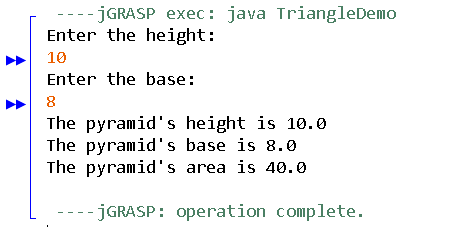 ----jGRASP exec: java TriangleDemo
Enter the height:
10
Enter the base:
8
The pyramid's height is 10.0
The pyramid's base is 8.0
The pyramid's area is 40.0
----jGRASP: operation complete.